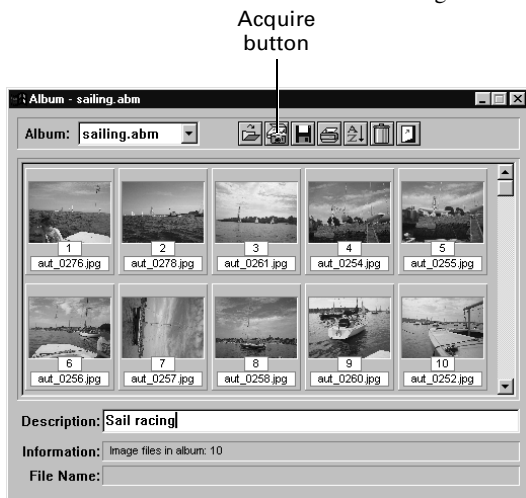 Acquire
button
Album - sailing.abm
Album: sailing.abm
1 2 3 4 5
aut_0276.jpg aut_0278.jpg aut_0261.jpg aut_0254.jpg aut_0255.jpg
6 7 8 9 10
aut_0256.jpg aut_0257.jpg aut_0258.jpg aut_0260.jpg aut_0252.jpg
Description: Sail racing
Information: Image files in album: 10
File Name: